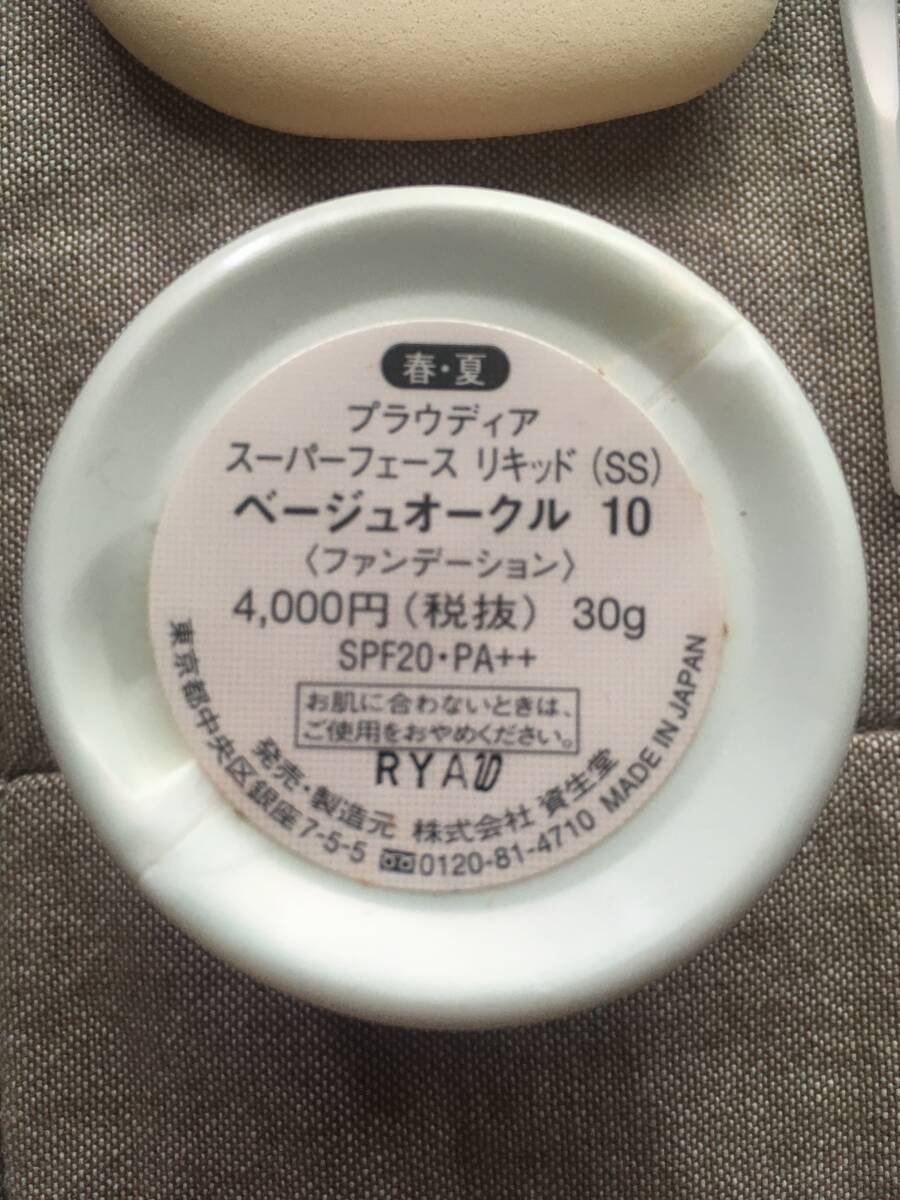 春・夏
プラウディア
スーパーフェース リキッド (SS)
ベージュオークル 10
〈ファンデーション〉
4,000円(税抜) 30g
SPF20・PA++
お肌に合わないときは、
ご使用をおやめください。
RYA10
発売・製造元 株式会社 資生堂
東京都中央区銀座7-5-5 0120-81-4710 MADE IN JAPAN